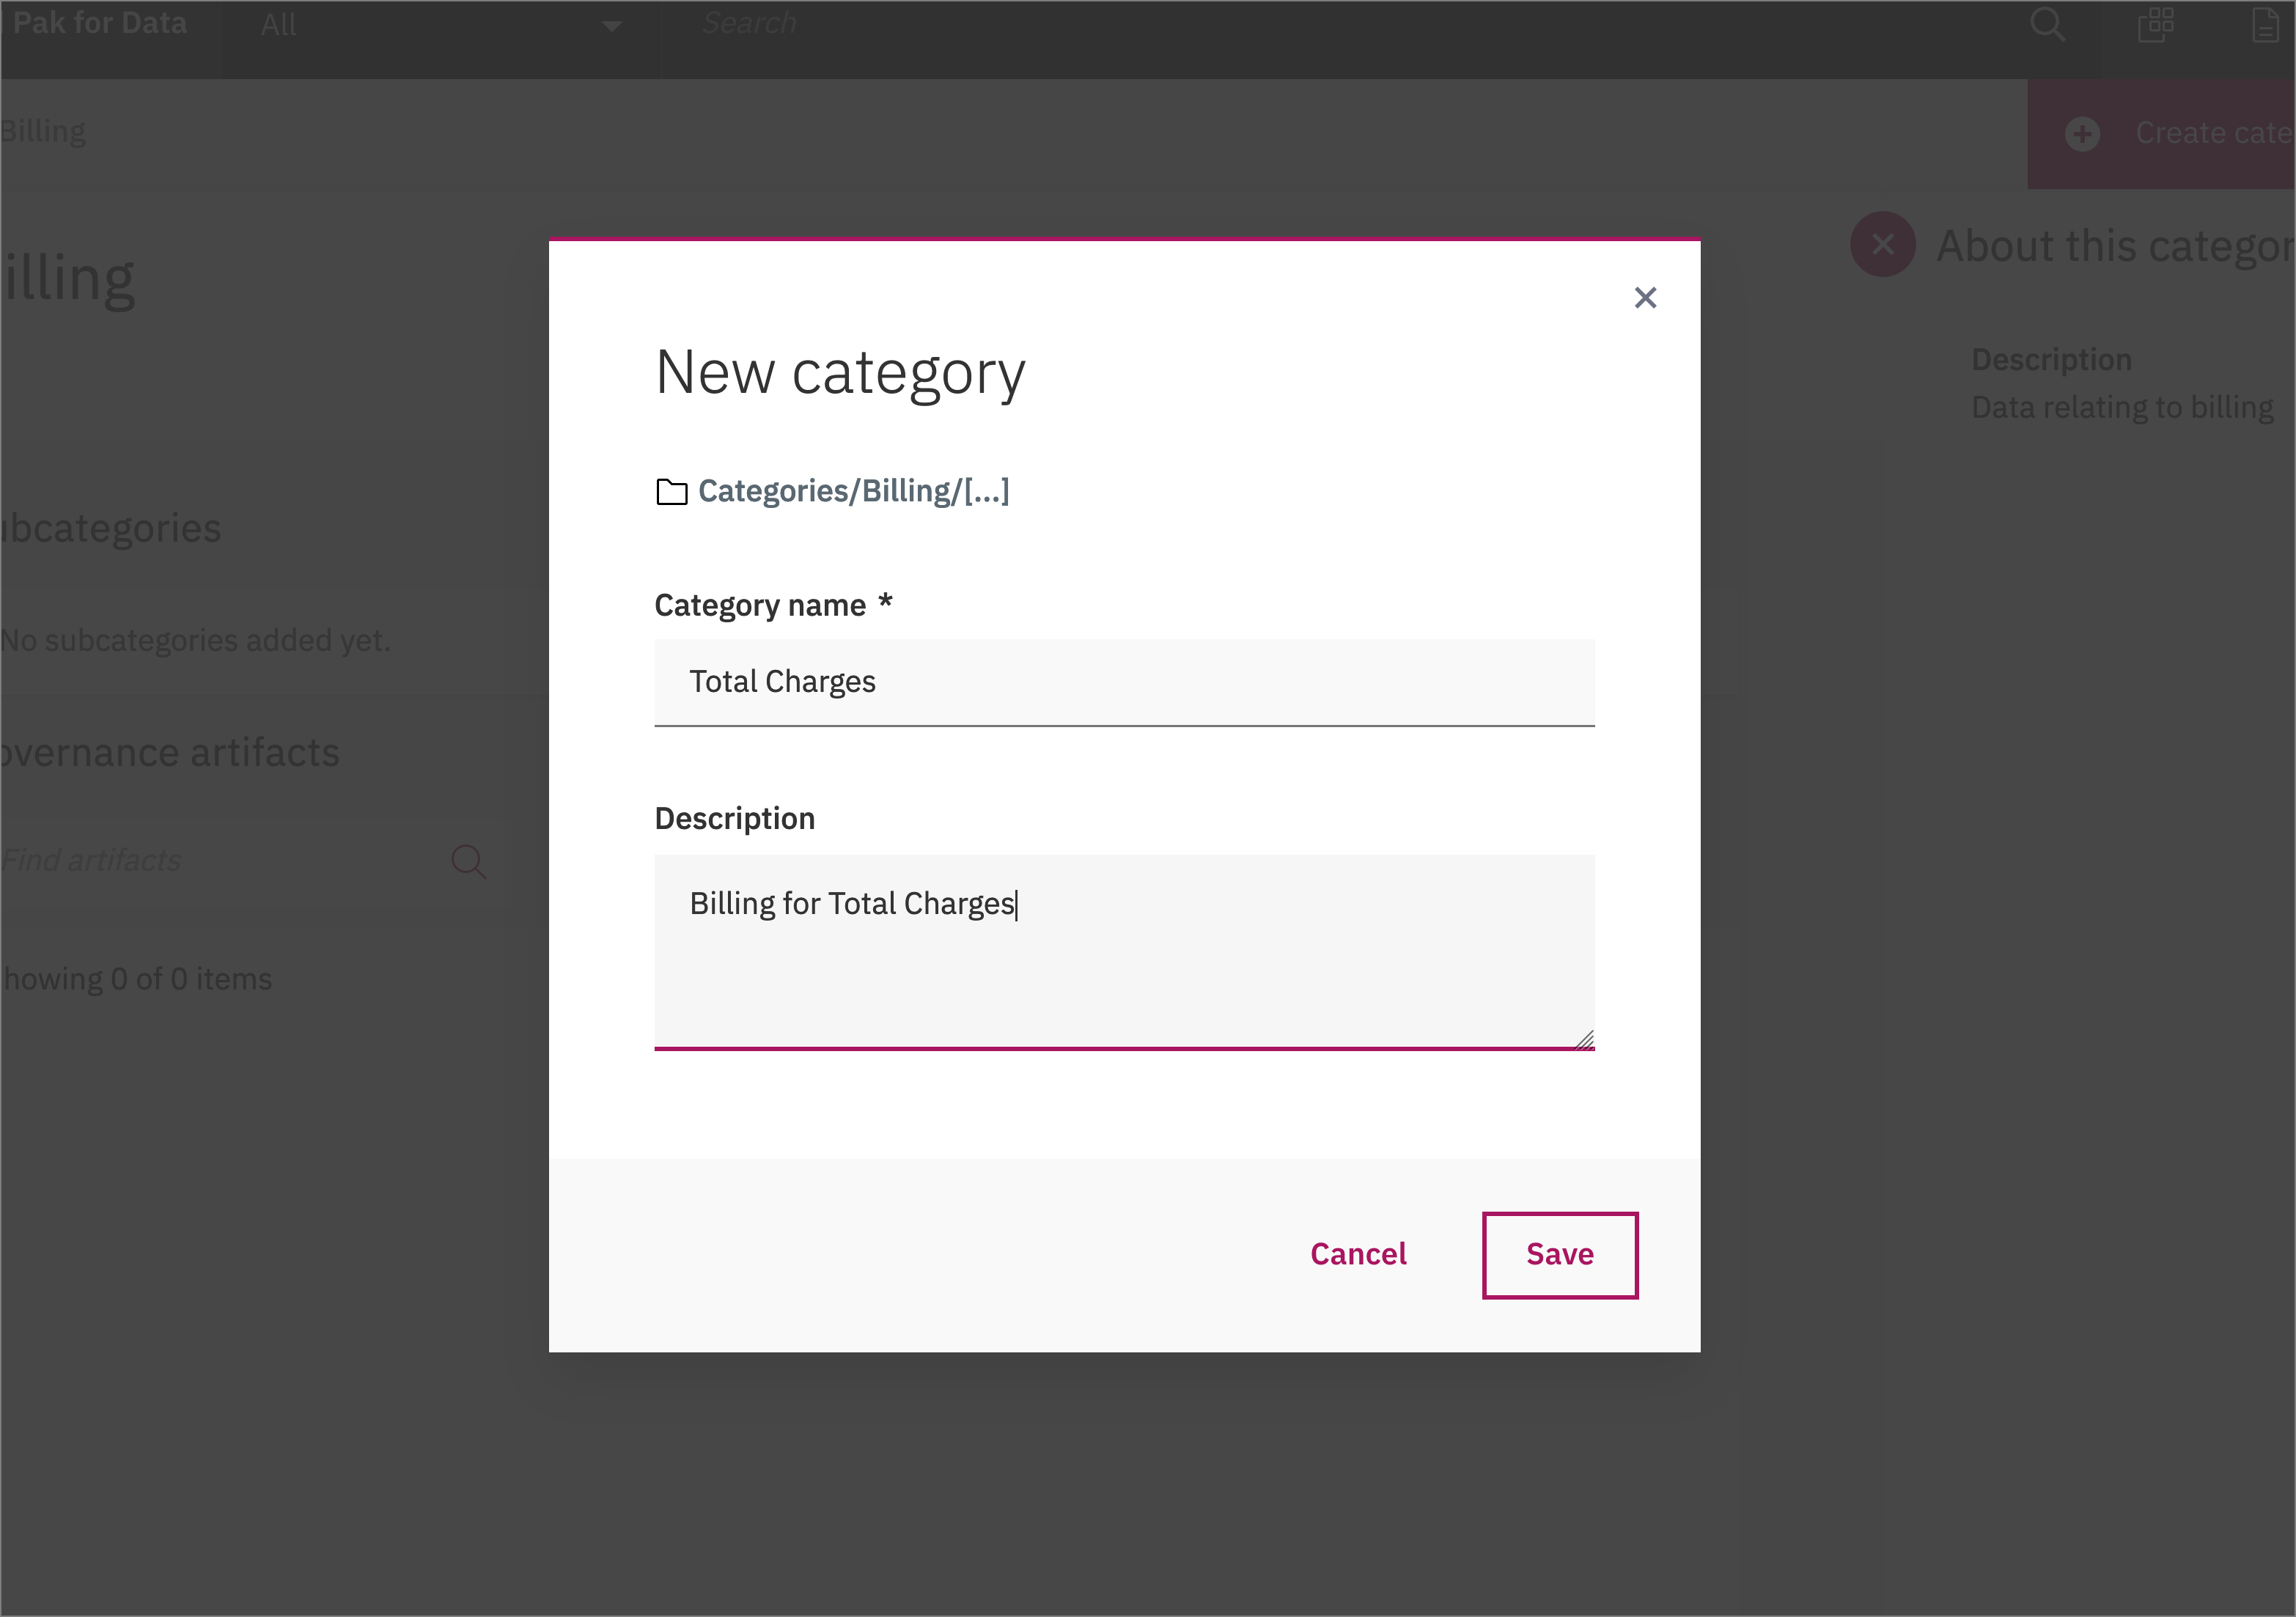 Pak for Data
All
Search
Billing
Create cate
illing
About this categor
Description
Data relating to billing
ubcategories
No subcategories added yet.
overnance artifacts
Find artifacts
howing 0 of 0 items
New category
Categories/Billing/[...]
Category name *
Total Charges
Description
Billing for Total Charges
Cancel
Save